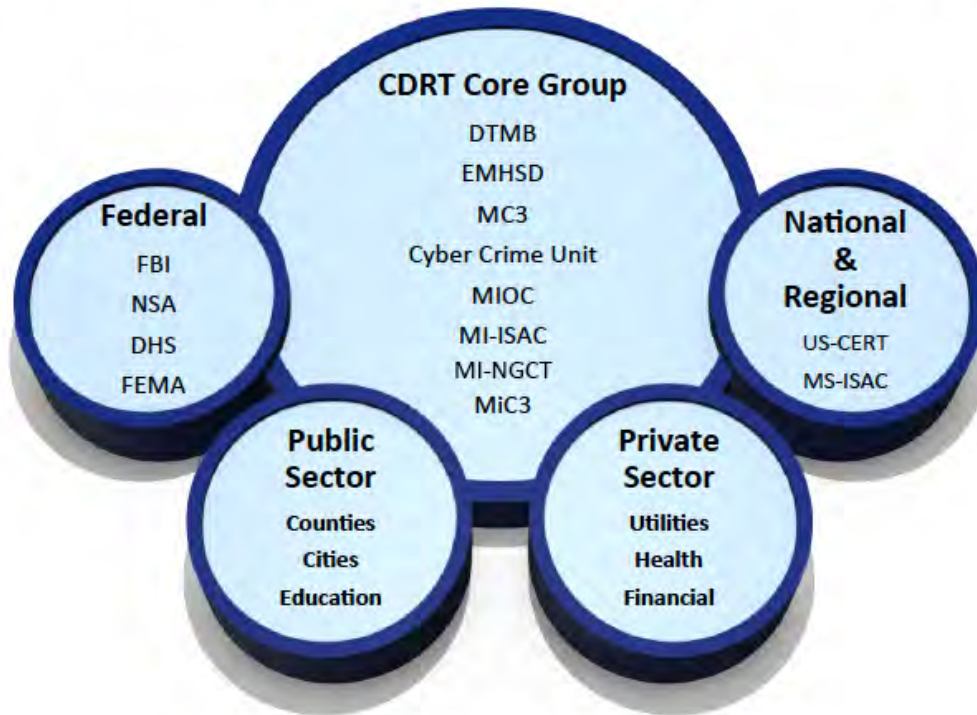 CDRT Core Group
DTMB
EMHSD
MC3
Cyber Crime Unit
MIOC
MI-ISAC
MI-NGCT
MiC3
Federal
FBI
NSA
DHS
FEMA
National
&
Regional
US-CERT
MS-ISAC
Public
Sector
Counties
Cities
Education
Private
Sector
Utilities
Health
Financial